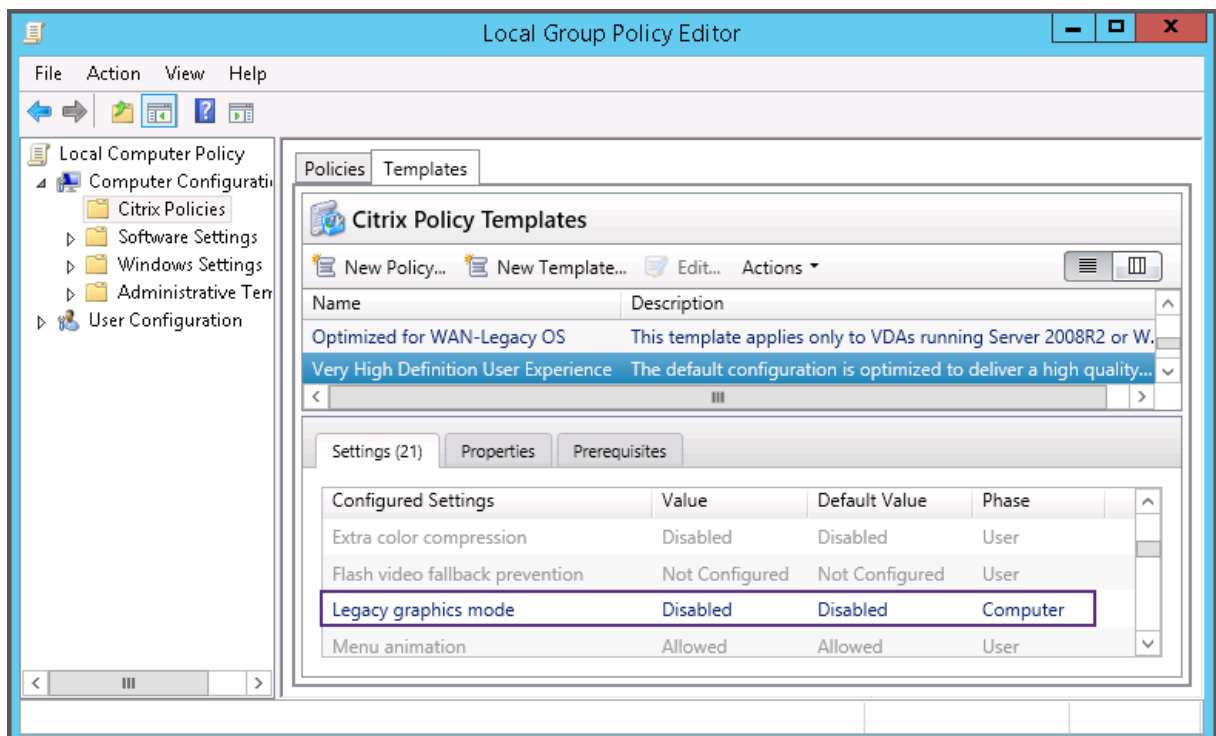 Local Group Policy Editor
File Action View Help
Local Computer Policy
Computer Configurati
Citrix Policies
Software Settings
Windows Settings
Administrative Tem
User Configuration
Policies Templates
Citrix Policy Templates
New Policy... New Template... Edit... Actions
Name Description
Optimized for WAN-Legacy OS This template applies only to VDAs running Server 2008R2 or W.
Very High Definition User Experience The default configuration is optimized to deliver a high quality...
Settings (21) Properties Prerequisites
Configured Settings Value Default Value Phase
Extra color compression Disabled Disabled User
Flash video fallback prevention Not Configured Not Configured User
Legacy graphics mode Disabled Disabled Computer
Menu animation Allowed Allowed User